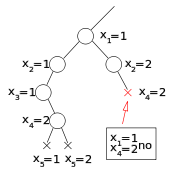 x₁=1
x₂=1
x₂=2
x₃=1
x₄=2
x₄=2
x₁=1
x₄=2 no
x₅=1
x₅=2